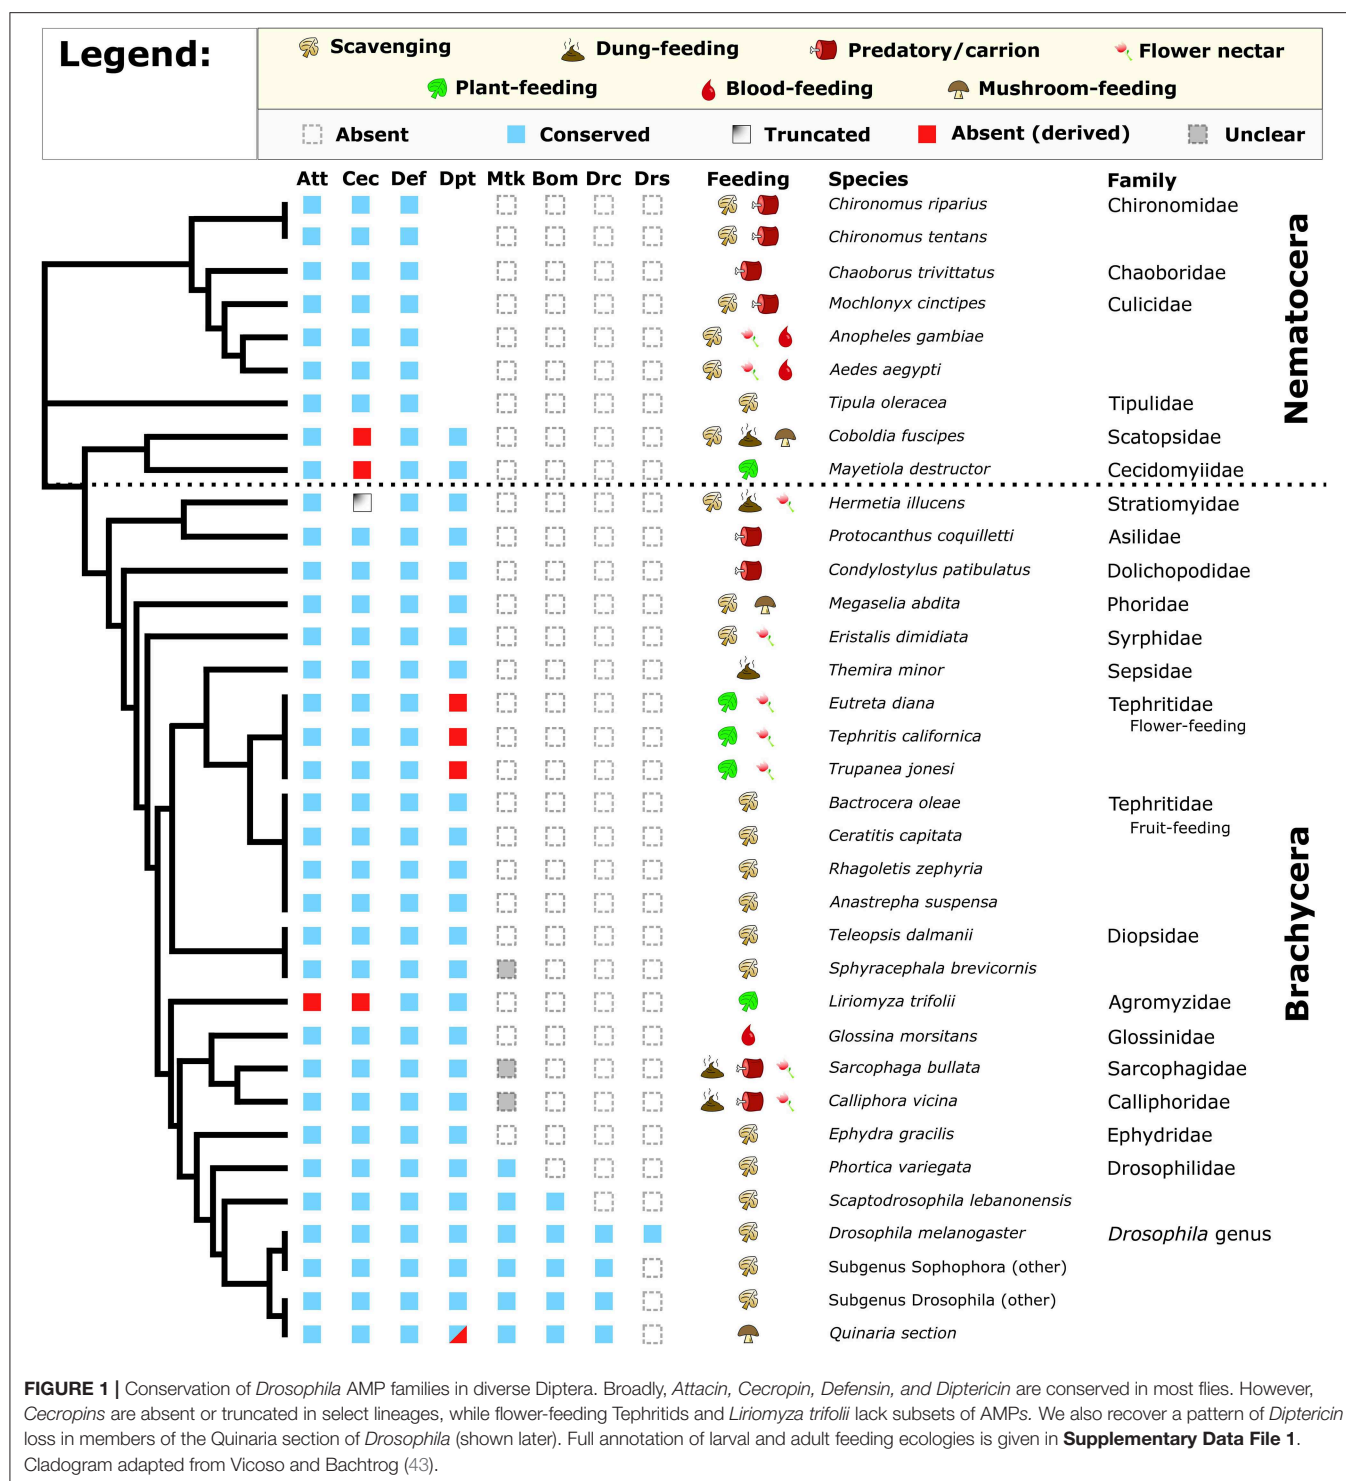 Legend:
Scavenging Dung-feeding Predatory/carrion Flower nectar
Plant-feeding Blood-feeding Mushroom-feeding
Absent Conserved Truncated Absent (derived) Unclear
Att Cec Def Dpt Mtk Bom Drc Drs Feeding Species Family
Chironomus riparius Chironomidae
Chironomus tentans
Chaoborus trivittatus Chaoboridae
Mochlonyx cinctipes Culicidae
Anopheles gambiae
Aedes aegypti
Tipula oleracea Tipulidae
Coboldia fuscipes Scatopsidae
Mayetiola destructor Cecidomyiidae
Nematocera
Hermetia illucens Stratiomyidae
Protocanthus coquilletti Asilidae
Condylostylus patibulatus Dolichopodidae
Megaselia abdita Phoridae
Eristalis dimidiata Syrphidae
Themira minor Sepsidae
Eutreta diana Tephritidae
Flower-feeding
Tephritis californica
Trupanea jonesi
Bactrocera oleae Tephritidae
Fruit-feeding
Ceratitis capitata
Rhagoletis zephyria
Anastrepha suspensa
Teleopsis dalmanii Diopsidae
Sphyracephala brevicornis
Liriomyza trifolii Agromyzidae
Glossina morsitans Glossinidae
Sarcophaga bullata Sarcophagidae
Calliphora vicina Calliphoridae
Ephydra gracilis Ephydridae
Phortica variegata Drosophilidae
Scaptodrosophila lebanonensis
Drosophila melanogaster Drosophila genus
Subgenus Sophophora (other)
Subgenus Drosophila (other)
Quinaria section
Brachycera
FIGURE 1 | Conservation of Drosophila AMP families in diverse Diptera. Broadly, Attacin, Cecropin, Defensin, and Diptericin are conserved in most flies. However,
Cecropins are absent or truncated in select lineages, while flower-feeding Tephritids and Liriomyza trifolii lack subsets of AMPs. We also recover a pattern of Diptericin
loss in members of the Quinaria section of Drosophila (shown later). Full annotation of larval and adult feeding ecologies is given in Supplementary Data File 1.
Cladogram adapted from Vicoso and Bachtrog (43).